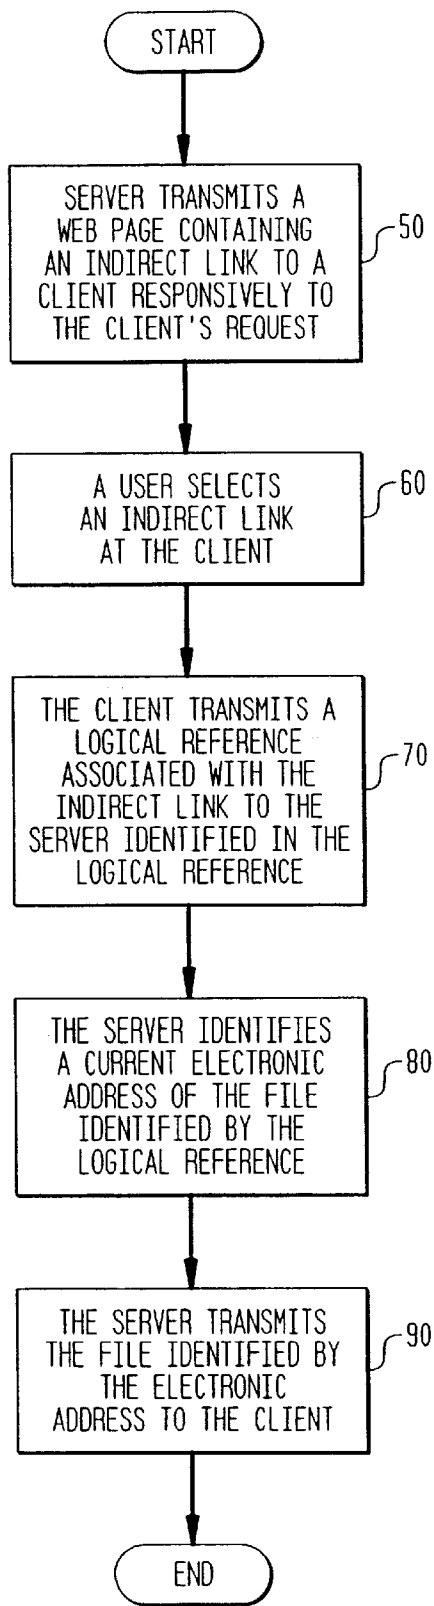 START
SERVER TRANSMITS A
WEB PAGE CONTAINING
AN INDIRECT LINK TO A
CLIENT RESPONSIVELY TO
THE CLIENT'S REQUEST
50
A USER SELECTS
AN INDIRECT LINK
AT THE CLIENT
60
THE CLIENT TRANSMITS A
LOGICAL REFERENCE
ASSOCIATED WITH THE
INDIRECT LINK TO THE
SERVER IDENTIFIED IN THE
LOGICAL REFERENCE
70
THE SERVER IDENTIFIES
A CURRENT ELECTRONIC
ADDRESS OF THE FILE
IDENTIFIED BY THE
LOGICAL REFERENCE
80
THE SERVER TRANSMITS
THE FILE IDENTIFIED BY
THE ELECTRONIC
ADDRESS TO THE CLIENT
90
END